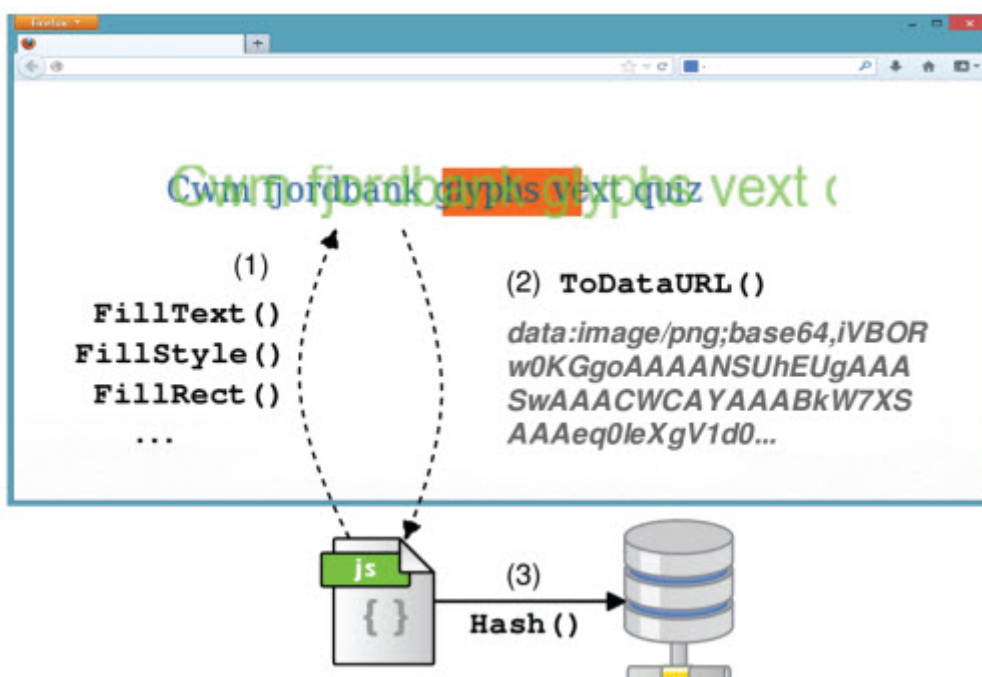 Firefox
Cwm fjordbank glyphs vext quiz
Cwm fjordbank glyphs vext
(1)
FillText()
FillStyle()
FillRect()
...
(2) ToDataURL()
data:image/png;base64,iVBOR
w0KGgoAAAANSUhEUgAAA
SwAAACWCAYAAABkW7XS
AAAeq0leXgV1d0...
js
{ }
(3)
Hash()